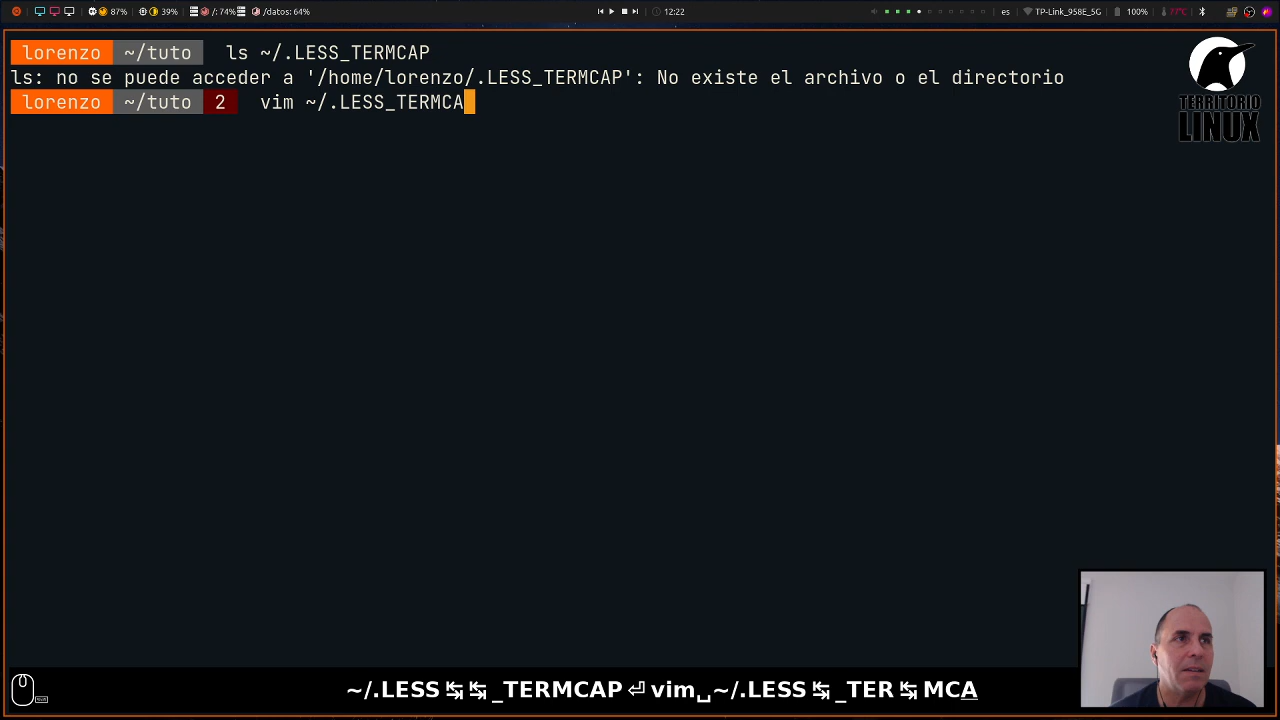 87% 39% /: 74% /datos: 64% 12:22 es TP-Link_958E_5G 100% 77°C
lorenzo ~/tuto ls ~/.LESS_TERMCAP
ls: no se puede acceder a '/home/lorenzo/.LESS_TERMCAP': No existe el archivo o el directorio
lorenzo ~/tuto 2 vim ~/.LESS_TERMCA
TERRITORIO
LINUX
~/.LESS ↹ ↹ _TERMCAP ⏎ vim␣~/.LESS ↹ _TER ↹ MCA